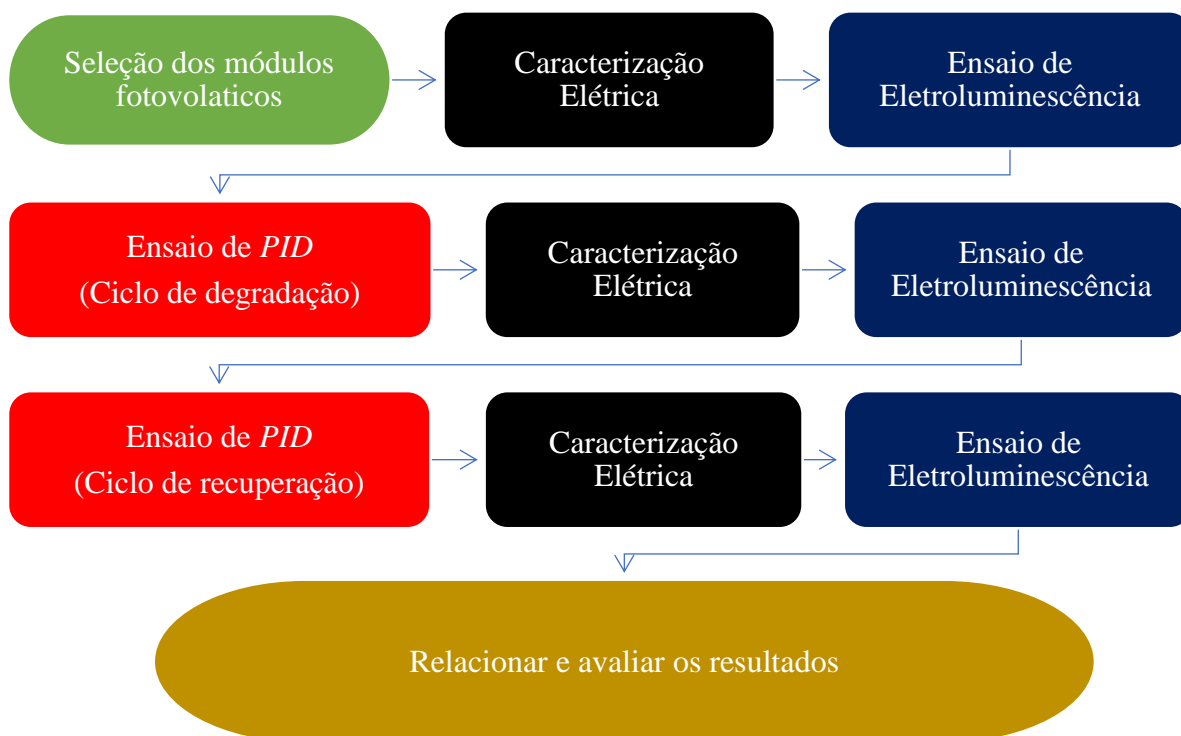 Seleção dos módulos
fotovolaticos
Caracterização
Elétrica
Ensaio de
Eletroluminescência
Ensaio de PID
(Ciclo de degradação)
Caracterização
Elétrica
Ensaio de
Eletroluminescência
Ensaio de PID
(Ciclo de recuperação)
Caracterização
Elétrica
Ensaio de
Eletroluminescência
Relacionar e avaliar os resultados